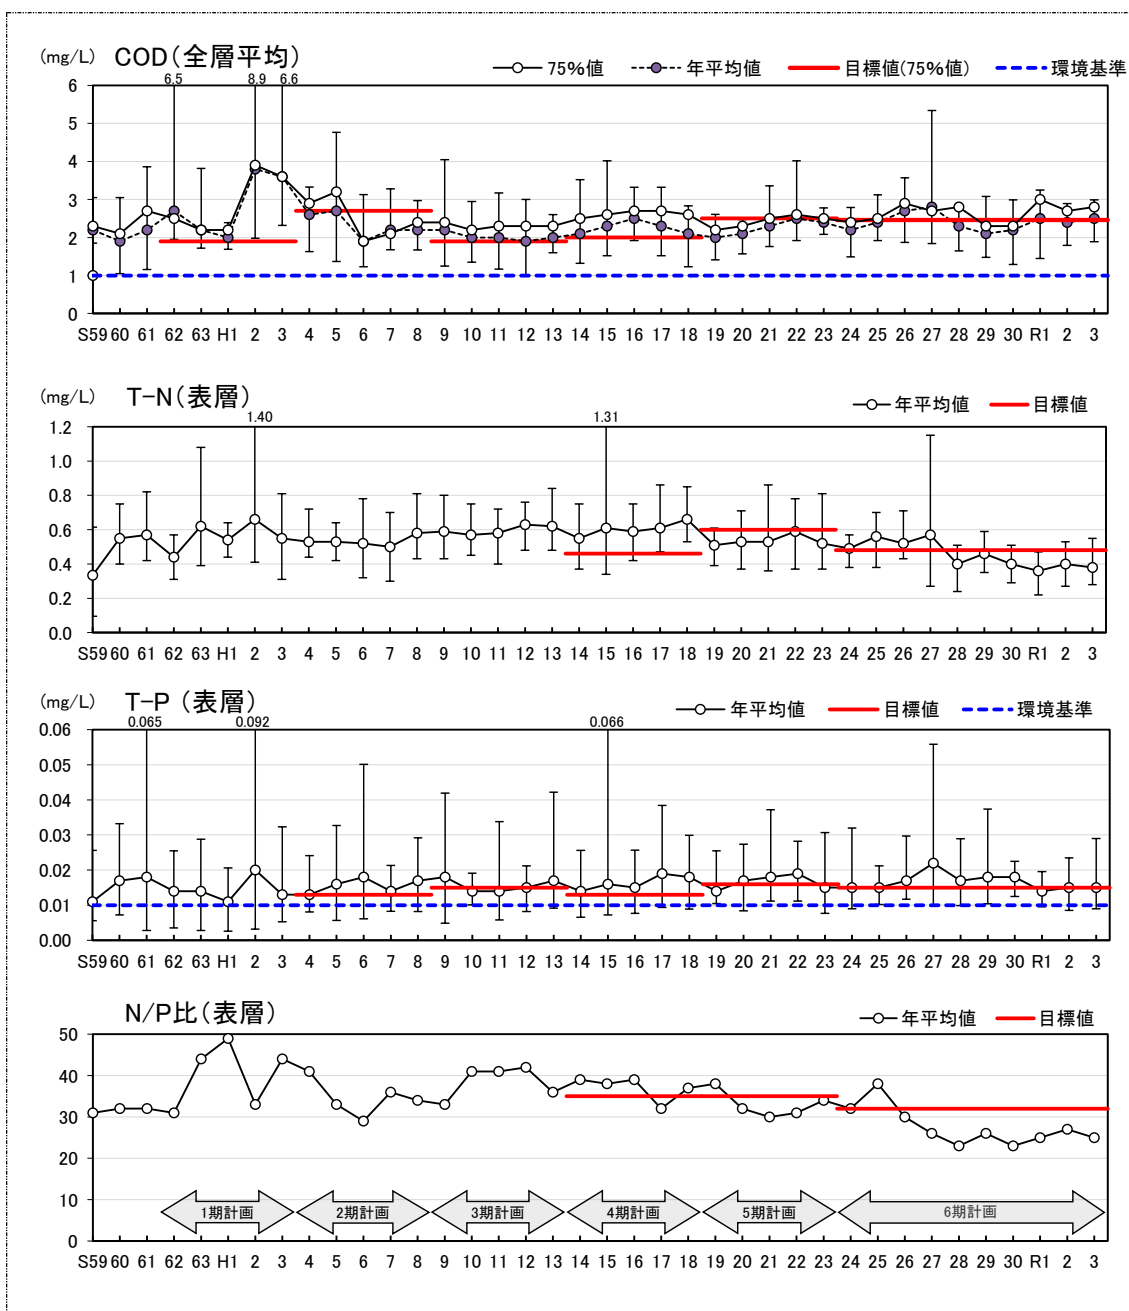 (mg/L) COD(全層平均)
75%値 年平均値 目標値(75%値) 環境基準
6.5 8.9 6.6
6
5
4
3
2
1
0
S59 60 61 62 63 H1 2 3 4 5 6 7 8 9 10 11 12 13 14 15 16 17 18 19 20 21 22 23 24 25 26 27 28 29 30 R1 2 3
(mg/L) T-N(表層)
年平均値 目標値
1.40 1.31
1.2
1.0
0.8
0.6
0.4
0.2
0.0
S59 60 61 62 63 H1 2 3 4 5 6 7 8 9 10 11 12 13 14 15 16 17 18 19 20 21 22 23 24 25 26 27 28 29 30 R1 2 3
(mg/L) T-P (表層)
年平均値 目標値 環境基準
0.065 0.092 0.066
0.06
0.05
0.04
0.03
0.02
0.01
0.00
S59 60 61 62 63 H1 2 3 4 5 6 7 8 9 10 11 12 13 14 15 16 17 18 19 20 21 22 23 24 25 26 27 28 29 30 R1 2 3
N/P比(表層)
年平均値 目標値
50
40
30
20
10
0
1期計画 2期計画 3期計画 4期計画 5期計画 6期計画
S59 60 61 62 63 H1 2 3 4 5 6 7 8 9 10 11 12 13 14 15 16 17 18 19 20 21 22 23 24 25 26 27 28 29 30 R1 2 3